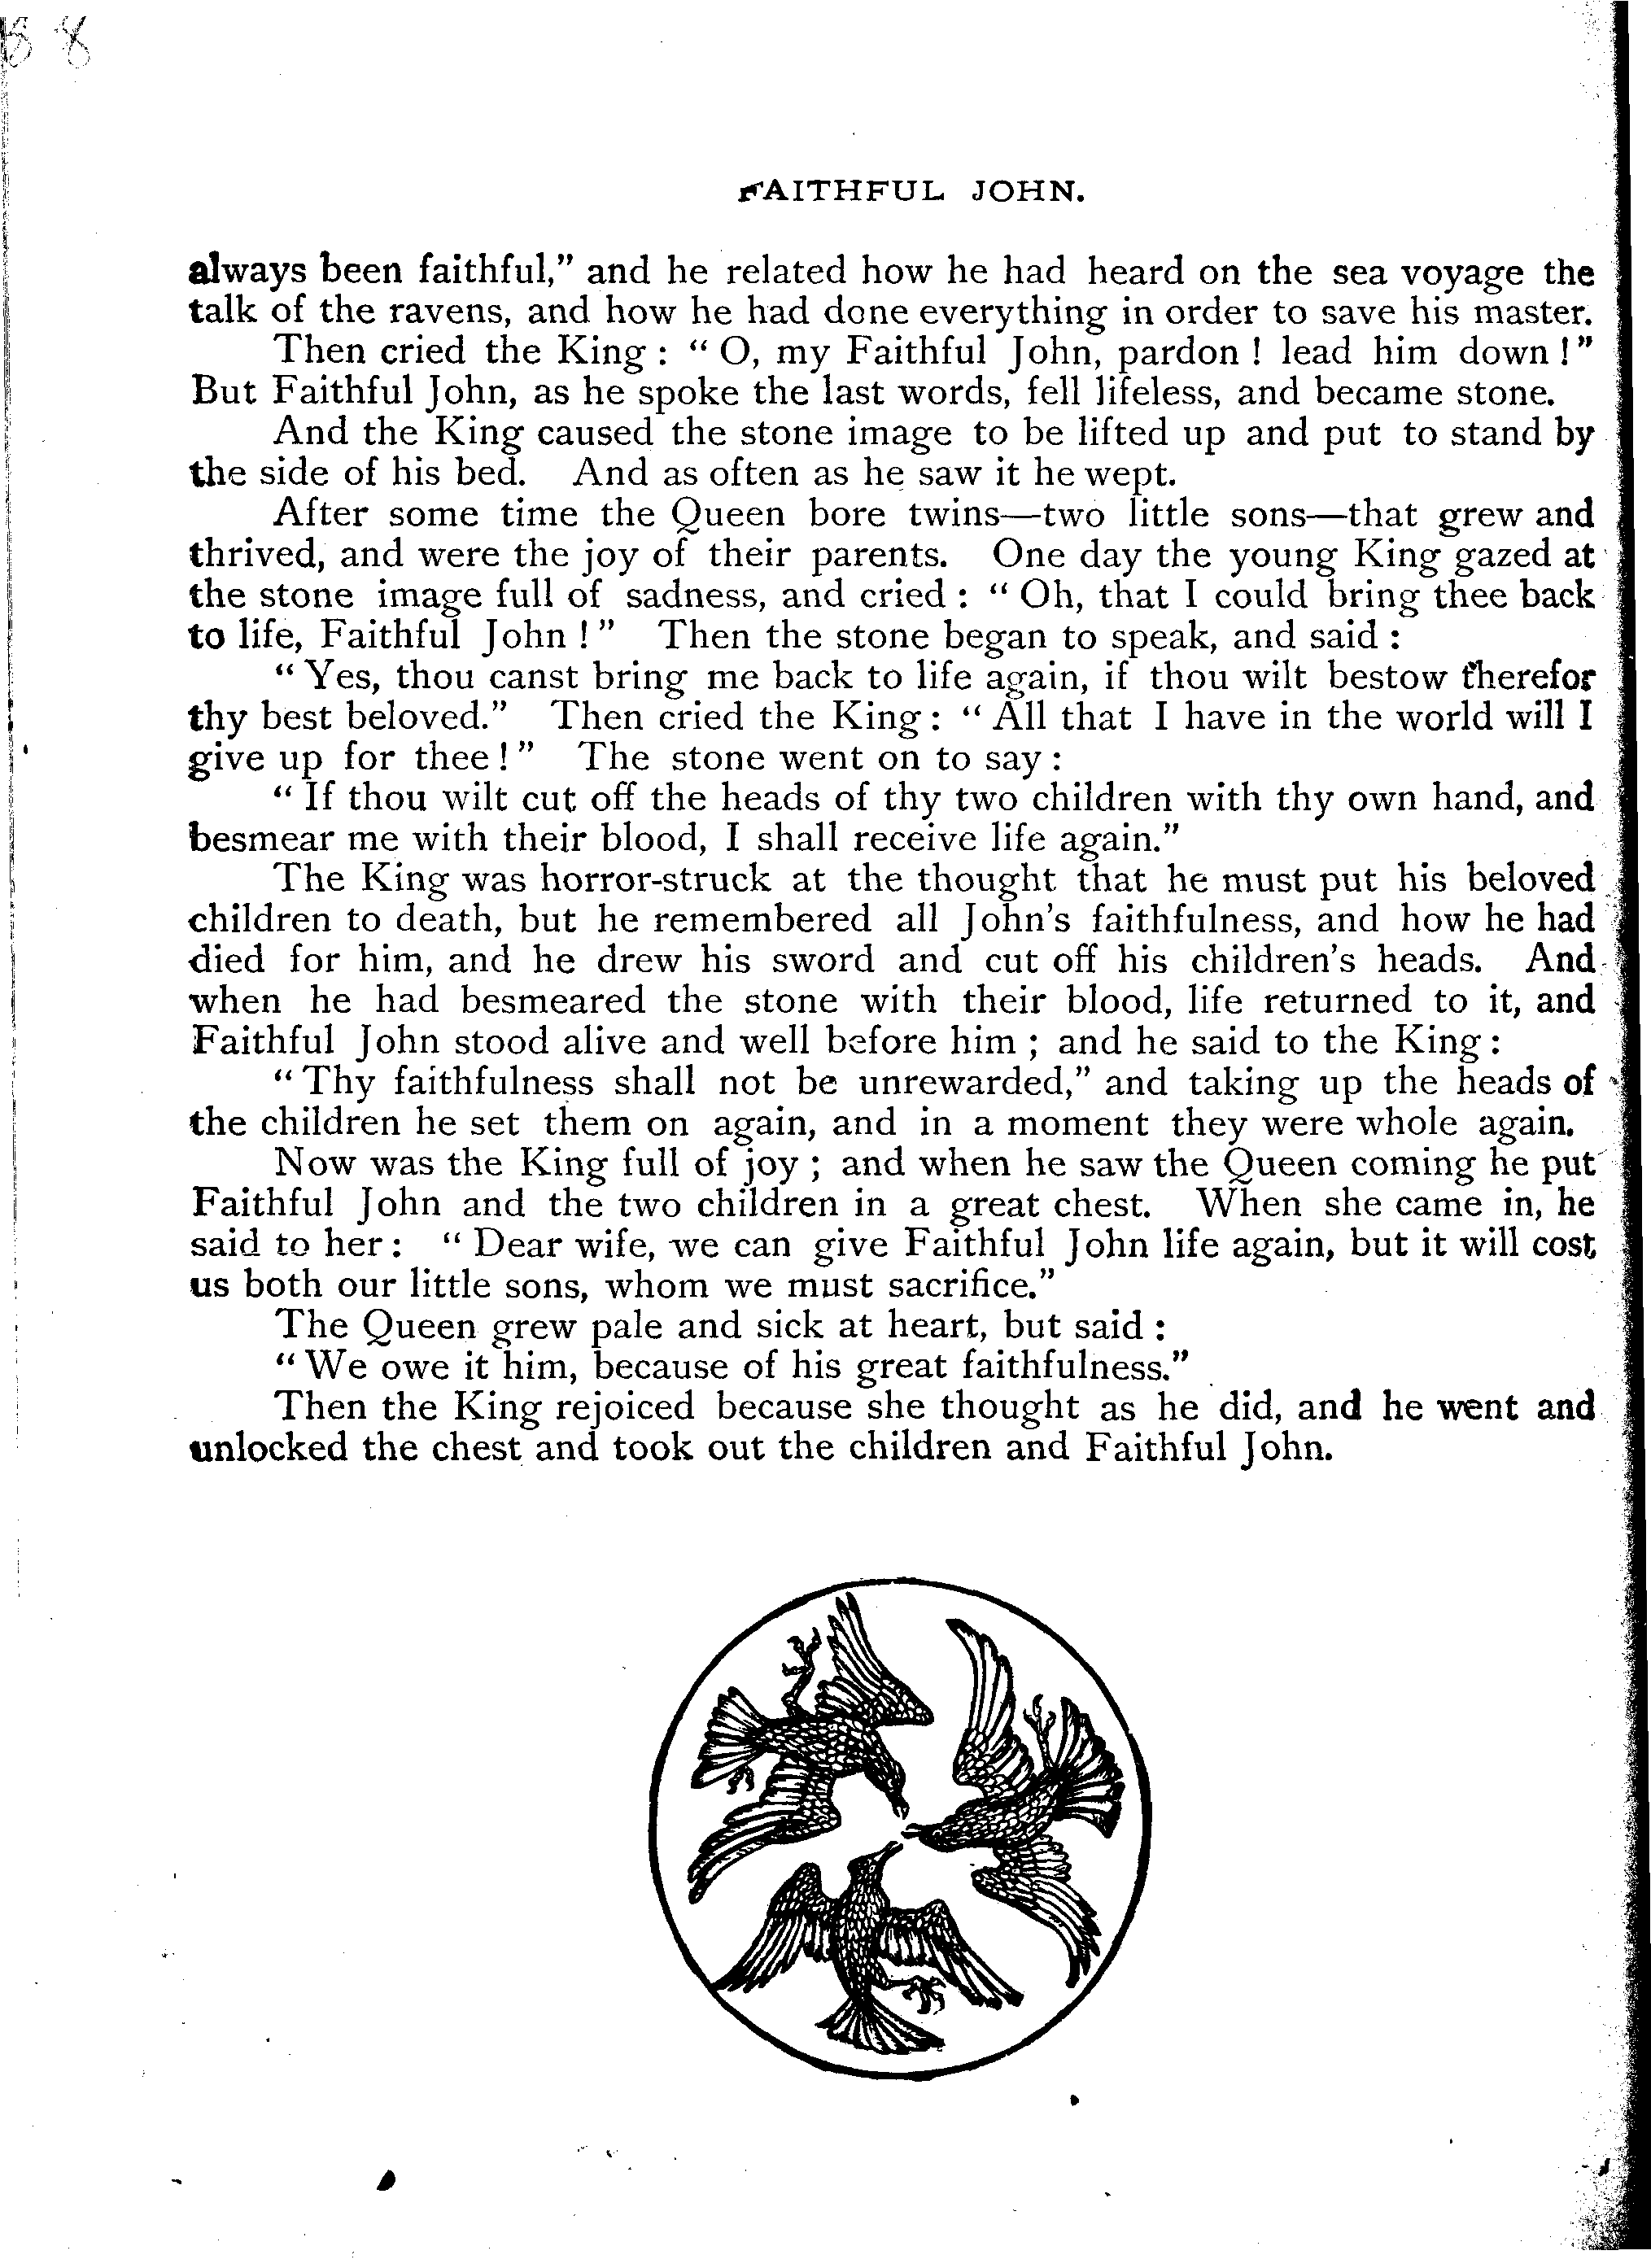 8
FAITHFUL JOHN.
always been faithful,” and he related how he had heard on the sea voyage the
talk of the ravens, and how he had done everything in order to save his master.
Then cried the King : “ O, my Faithful John, pardon ! lead him down !”
But Faithful John, as he spoke the last words, fell lifeless, and became stone.
And the King caused the stone image to be lifted up and put to stand by
the side of his bed. And as often as he saw it he wept.
After some time the Queen bore twins—two little sons—that grew and
thrived, and were the joy of their parents. One day the young King gazed at
the stone image full of sadness, and cried : “ Oh, that I could bring thee back
to life, Faithful John ! ” Then the stone began to speak, and said :
“ Yes, thou canst bring me back to life again, if thou wilt bestow therefor
thy best beloved.” Then cried the King : “ All that I have in the world will I
give up for thee ! ” The stone went on to say :
“ If thou wilt cut off the heads of thy two children with thy own hand, and
besmear me with their blood, I shall receive life again.”
The King was horror-struck at the thought that he must put his beloved
children to death, but he remembered all John’s faithfulness, and how he had
died for him, and he drew his sword and cut off his children’s heads. And
when he had besmeared the stone with their blood, life returned to it, and
Faithful John stood alive and well before him ; and he said to the King :
“ Thy faithfulness shall not be unrewarded,” and taking up the heads of
the children he set them on again, and in a moment they were whole again.
Now was the King full of joy ; and when he saw the Queen coming he put
Faithful John and the two children in a great chest. When she came in, he
said to her : “ Dear wife, we can give Faithful John life again, but it will cost
us both our little sons, whom we must sacrifice.”
The Queen grew pale and sick at heart, but said :
“ We owe it him, because of his great faithfulness.”
Then the King rejoiced because she thought as he did, and he went and
unlocked the chest and took out the children and Faithful John.